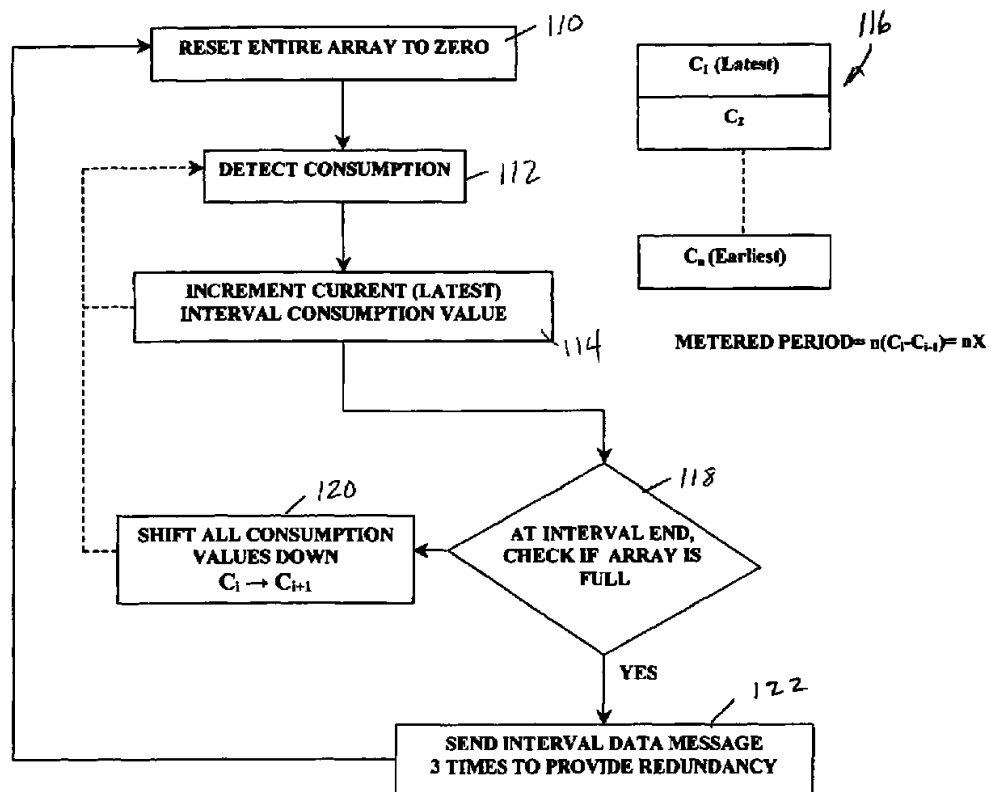 RESET ENTIRE ARRAY TO ZERO
110
C₁ (Latest)
116
C₂
DETECT CONSUMPTION
112
Cₙ (Earliest)
INCREMENT CURRENT (LATEST)
INTERVAL CONSUMPTION VALUE
114
METERED PERIOD= n(Cᵢ-Cᵢ₋₁)= nX
118
AT INTERVAL END,
CHECK IF ARRAY IS
FULL
120
SHIFT ALL CONSUMPTION
VALUES DOWN
Cᵢ → Cᵢ₊₁
YES
122
SEND INTERVAL DATA MESSAGE
3 TIMES TO PROVIDE REDUNDANCY